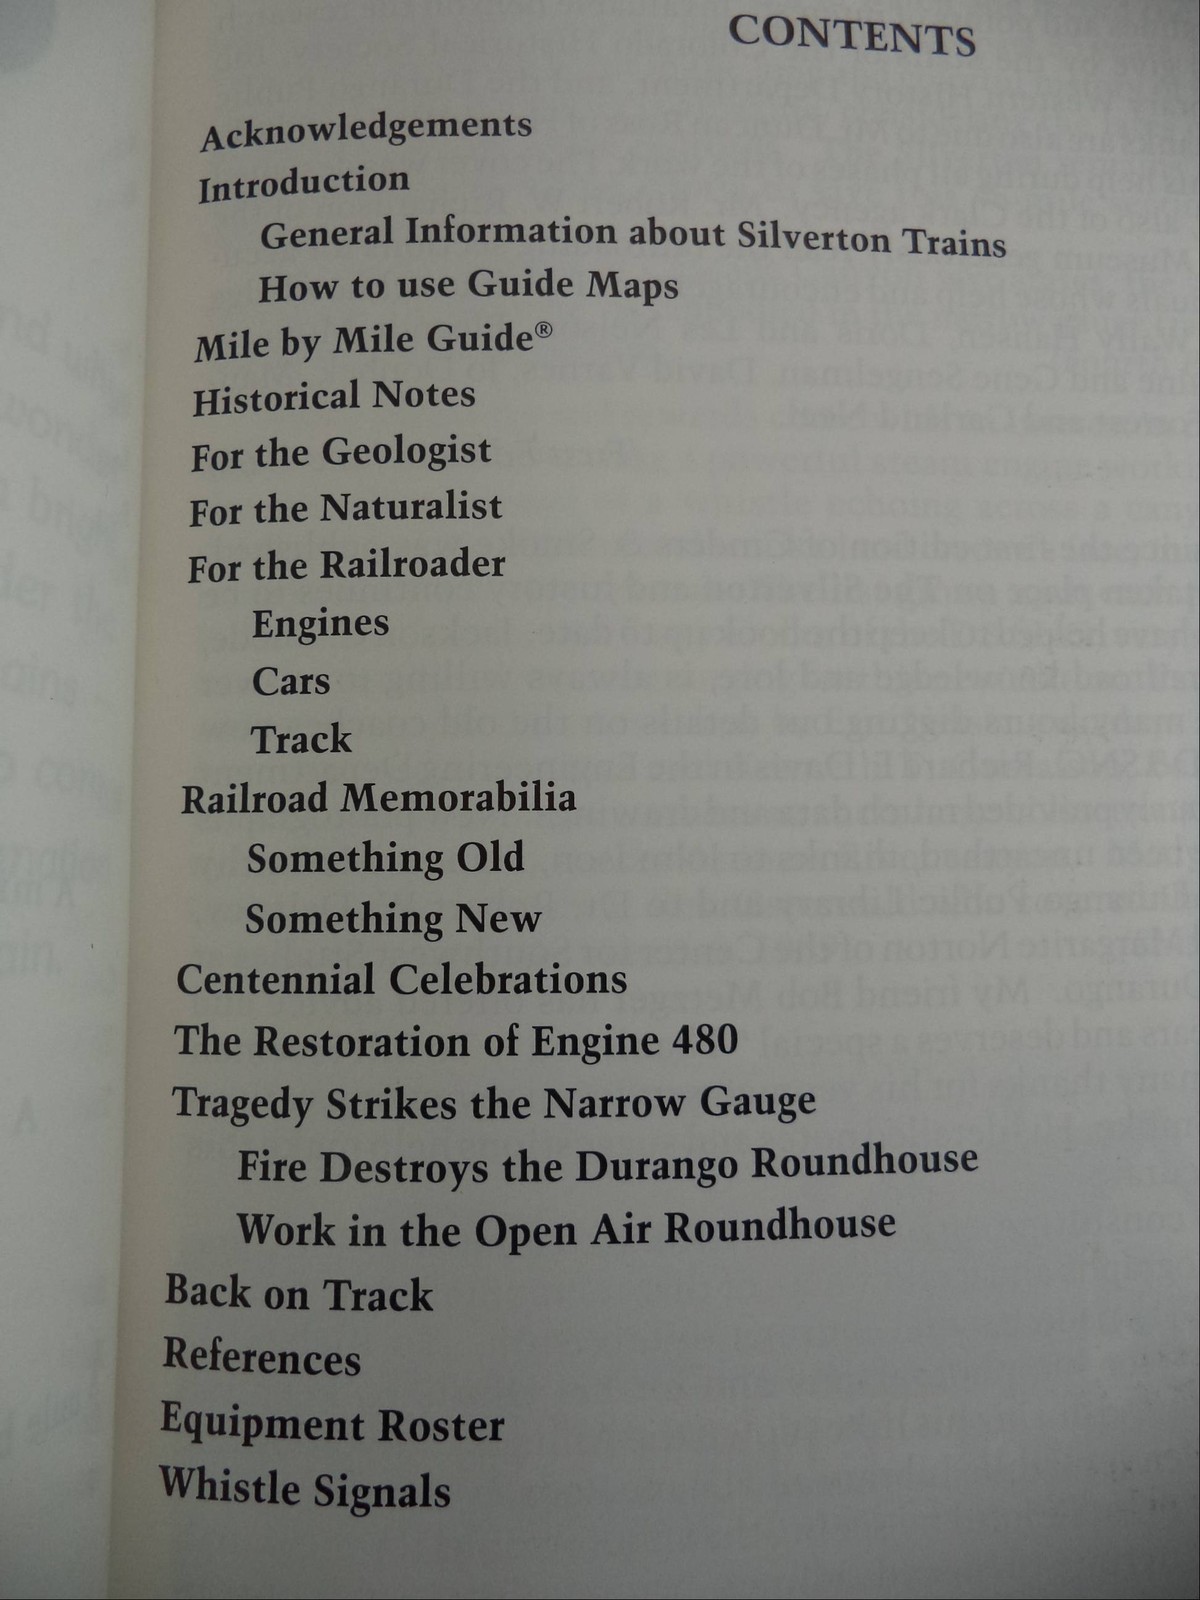 CONTENTS
Acknowledgements
Introduction
General Information about Silverton Trains
How to use Guide Maps
Mile by Mile Guide®
Historical Notes
For the Geologist
For the Naturalist
For the Railroader
Engines
Cars
Track
Railroad Memorabilia
Something Old
Something New
Centennial Celebrations
The Restoration of Engine 480
Tragedy Strikes the Narrow Gauge
Fire Destroys the Durango Roundhouse
Work in the Open Air Roundhouse
Back on Track
References
Equipment Roster
Whistle Signals